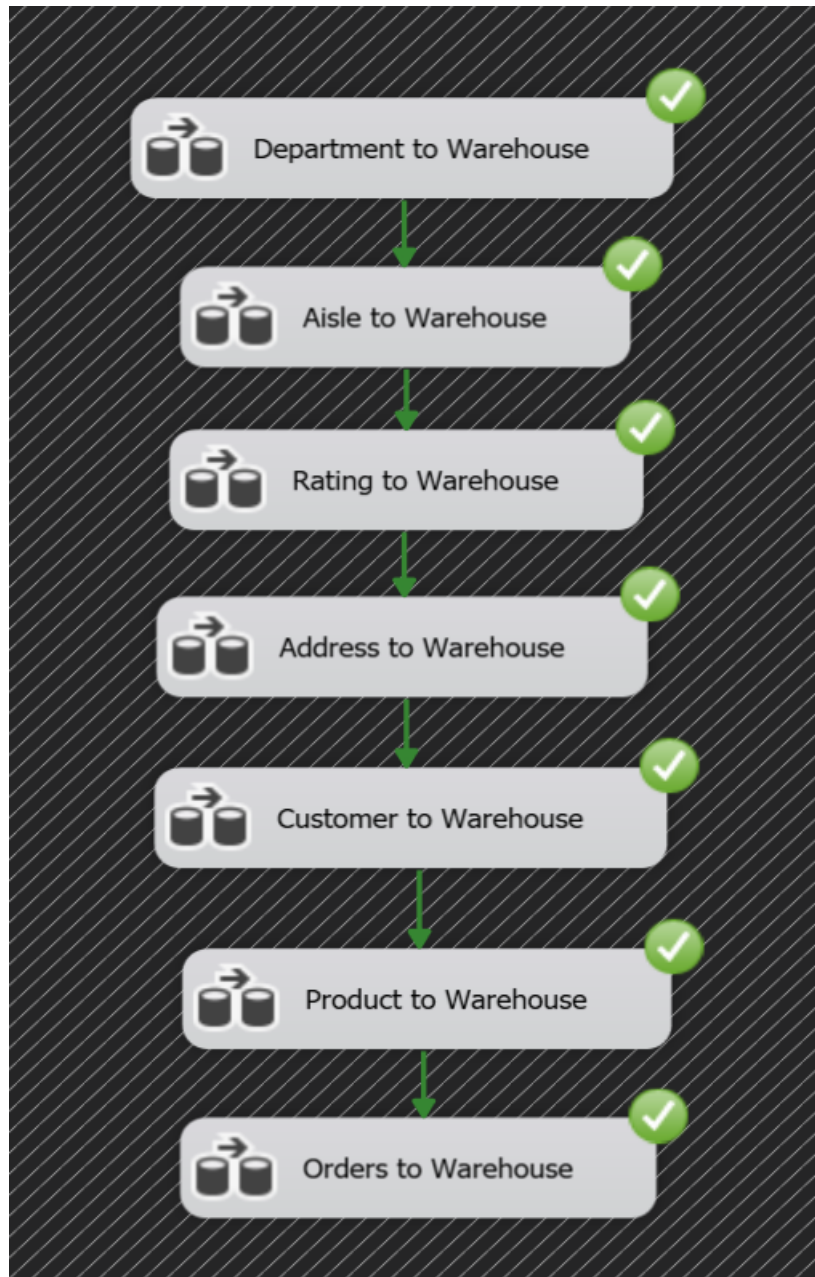 Department to Warehouse
Aisle to Warehouse
Rating to Warehouse
Address to Warehouse
Customer to Warehouse
Product to Warehouse
Orders to Warehouse